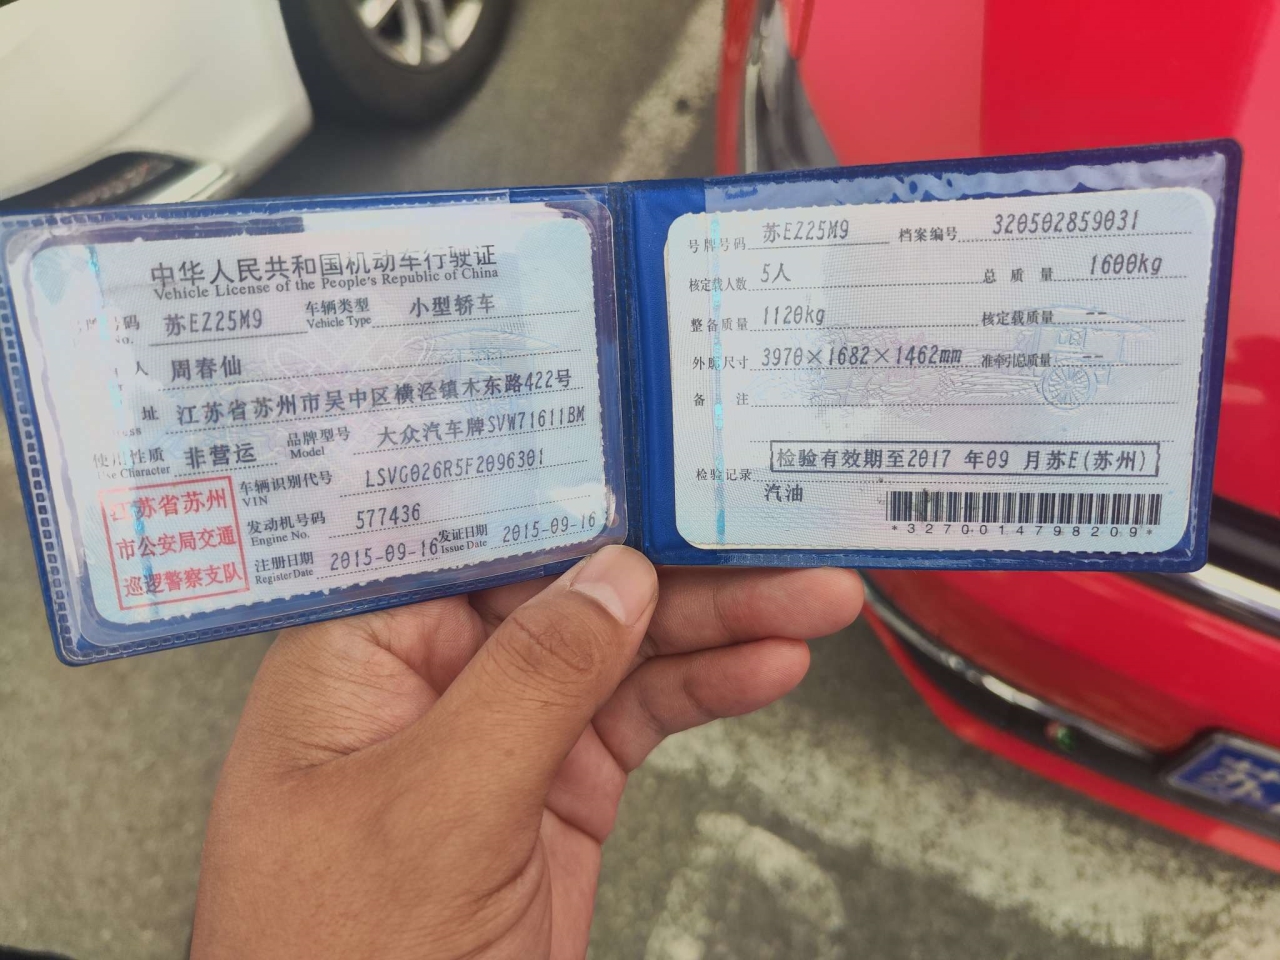 中华人民共和国机动车行驶证
Vehicle License of the People's Republic of China
号码 苏EZ25M9 车辆类型 小型轿车
No. Vehicle Type
人 周春仙
址 江苏省苏州市吴中区横泾镇木东路422号
使用性质 非营运 品牌型号 大众汽车牌SVW71611BM
Use Character Model
江苏省苏州
市公安局交通
巡逻警察支队
车辆识别代号 LSVG026R5F2096301
VIN
发动机号码 577436
Engine No.
注册日期 2015-09-16 发证日期 2015-09-16
Register Date Issue Date
号牌号码 苏EZ25M9 档案编号 320502859031
核定载人数 5人 总质量 1600kg
整备质量 1120kg 核定载质量 --
外廓尺寸 3970×1682×1462mm 准牵引总质量 --
备注
检验记录 检验有效期至2017 年09 月苏E(苏州)
汽油
*3270014798209*
苏